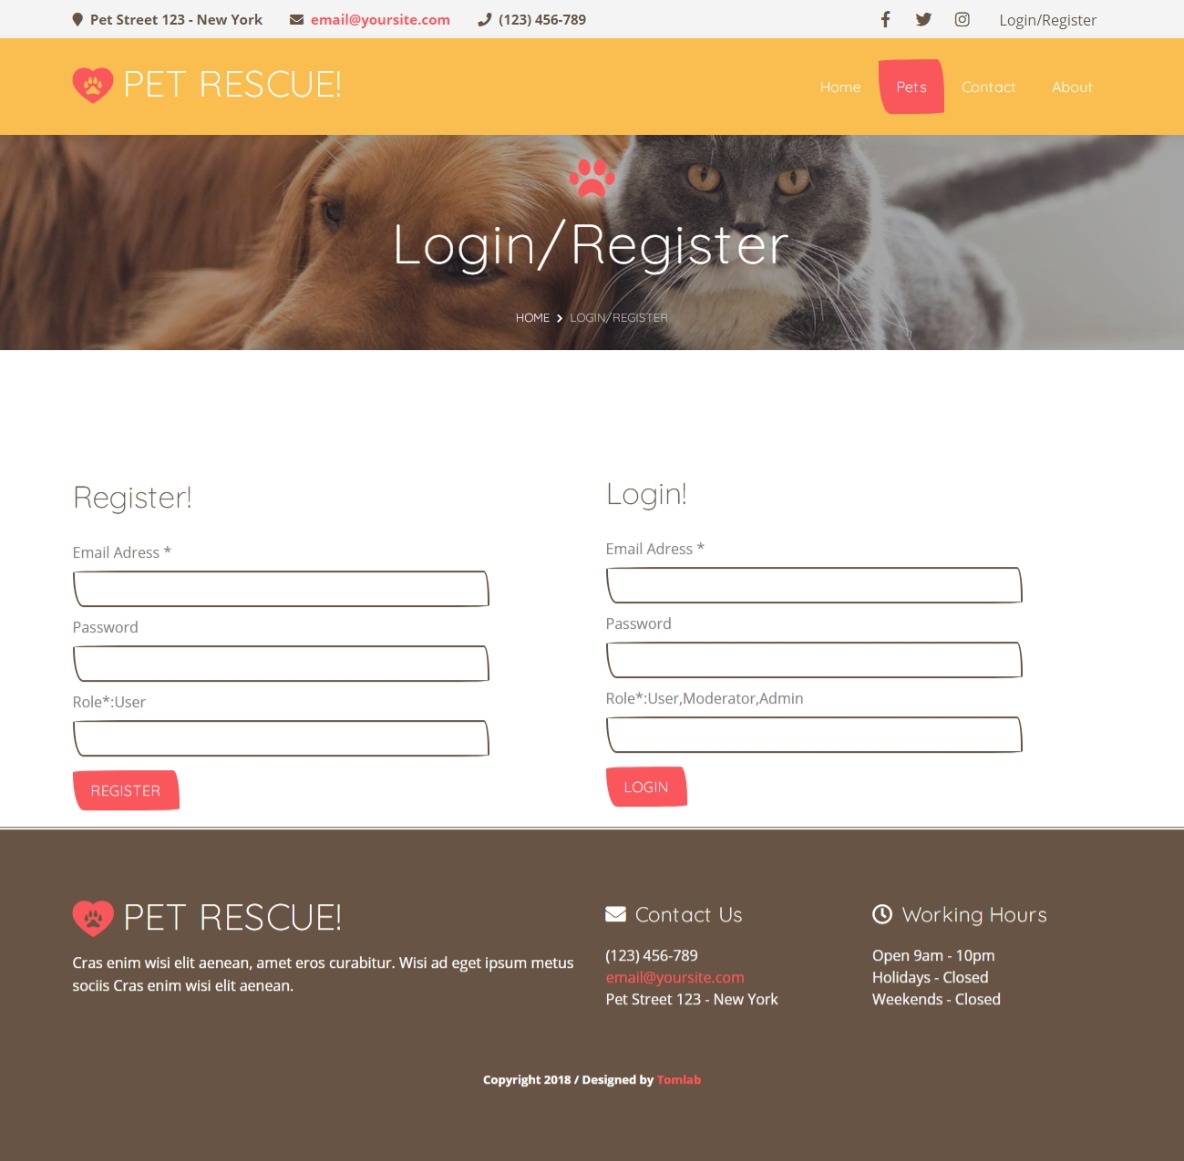 Pet Street 123 - New York
email@yoursite.com
(123) 456-789
Login/Register
PET RESCUE!
Home
Pets
Contact
About
Login/Register
HOME
LOGIN/REGISTER
Register!
Email Adress *
Password
Role*:User
REGISTER
Login!
Email Adress *
Password
Role*:User,Moderator,Admin
LOGIN
PET RESCUE!
Cras enim wisi elit aenean, amet eros curabitur. Wisi ad eget ipsum metus
sociis Cras enim wisi elit aenean.
Contact Us
(123) 456-789
email@yoursite.com
Pet Street 123 - New York
Working Hours
Open 9am - 10pm
Holidays - Closed
Weekends - Closed
Copyright 2018 / Designed by Tomlab